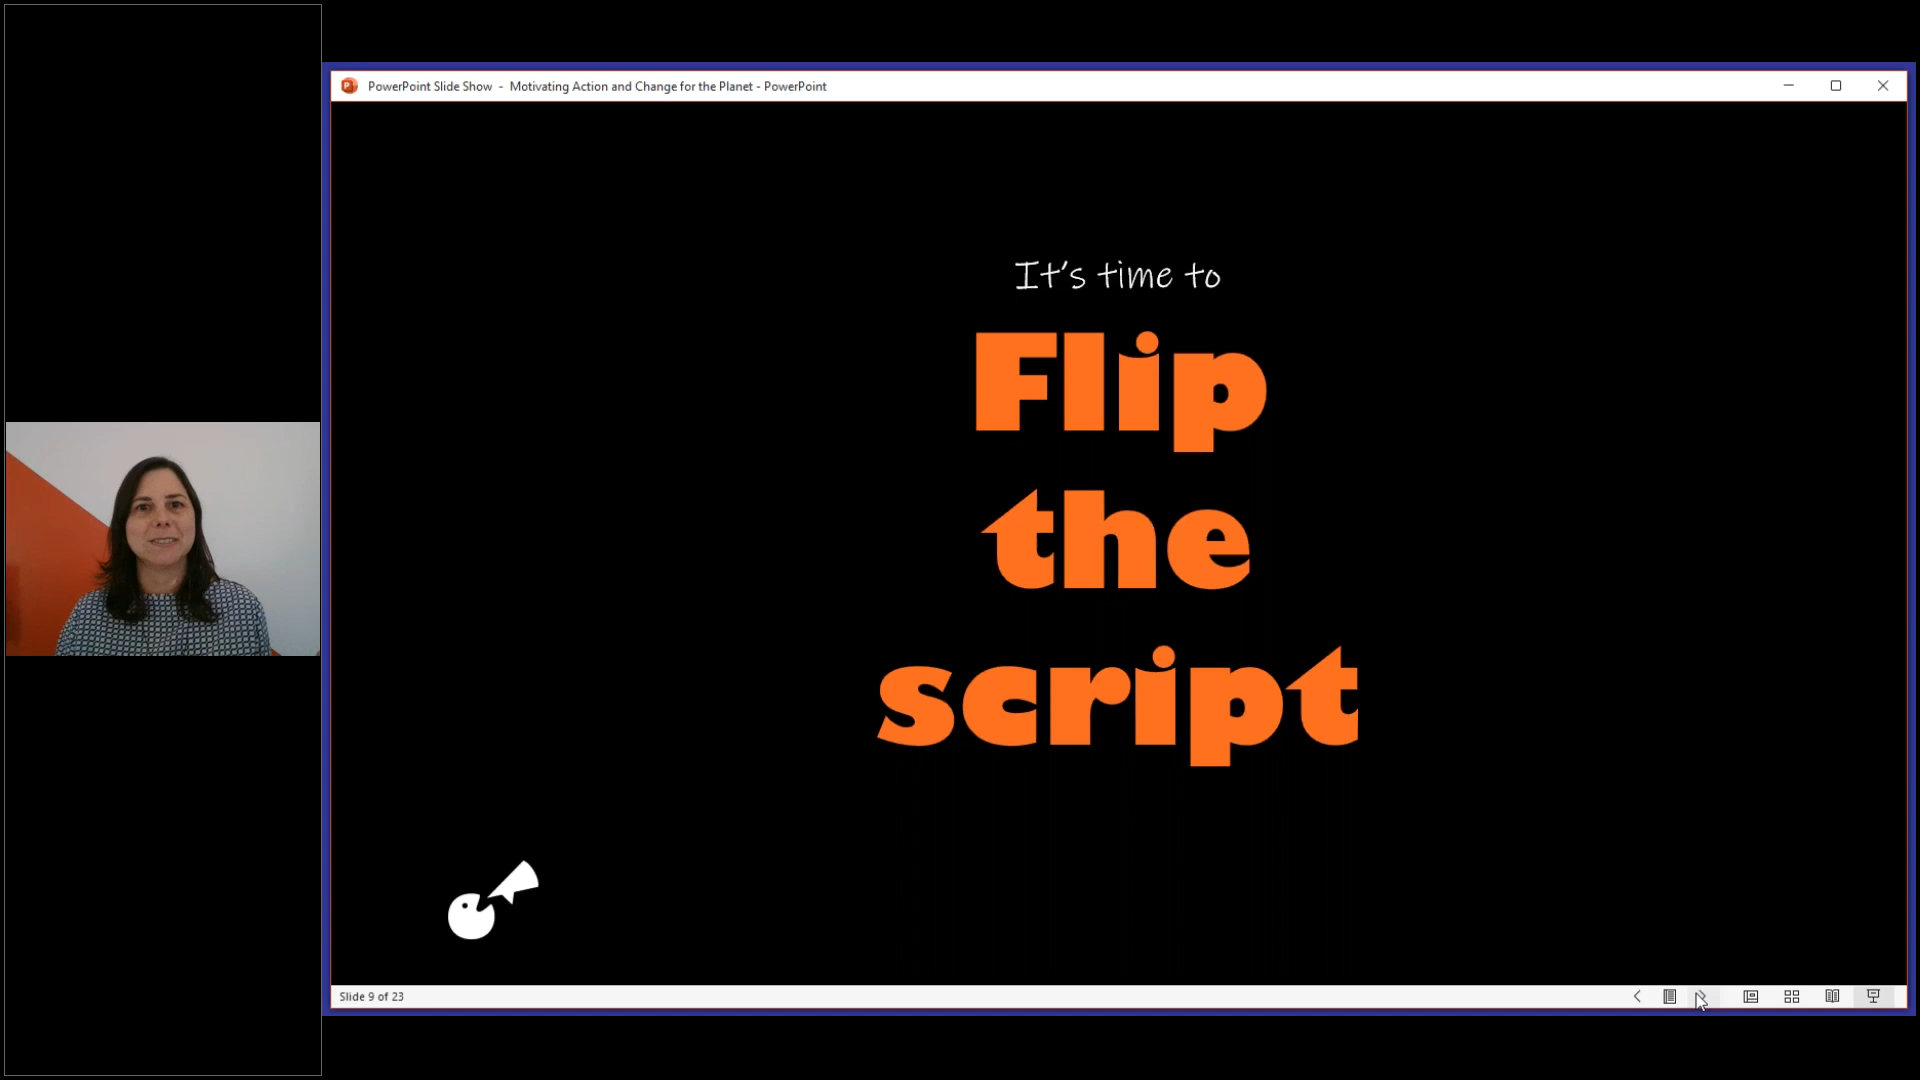 PowerPoint Slide Show - Motivating Action and Change for the Planet - PowerPoint
It's time to
Flip
the
script
Slide 9 of 23